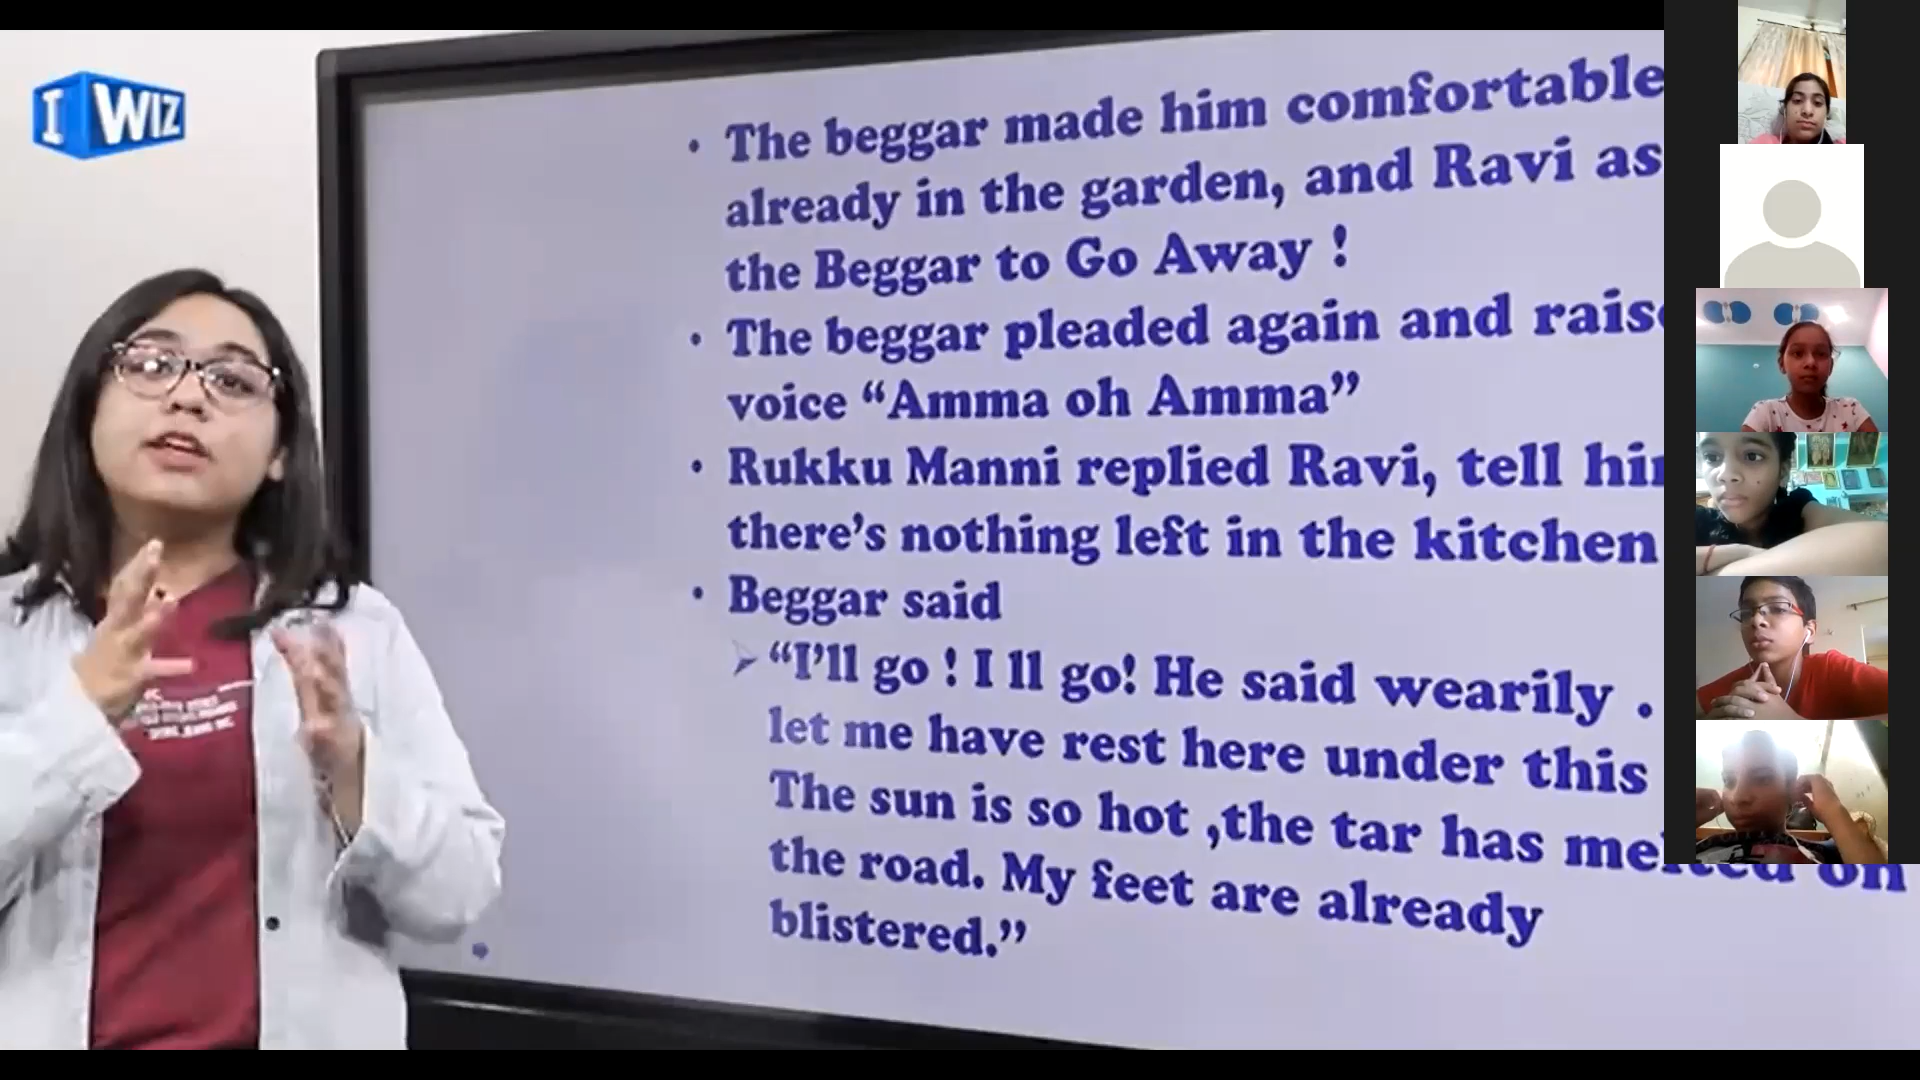 I WIZ
• The beggar made him comfortable
already in the garden, and Ravi as
the Beggar to Go Away !
• The beggar pleaded again and rais
voice “Amma oh Amma”
• Rukku Manni replied Ravi, tell hi
there’s nothing left in the kitchen
• Beggar said
➢ “I’ll go ! I ll go! He said wearily .
let me have rest here under this
The sun is so hot ,the tar has melted on
the road. My feet are already
blistered.”